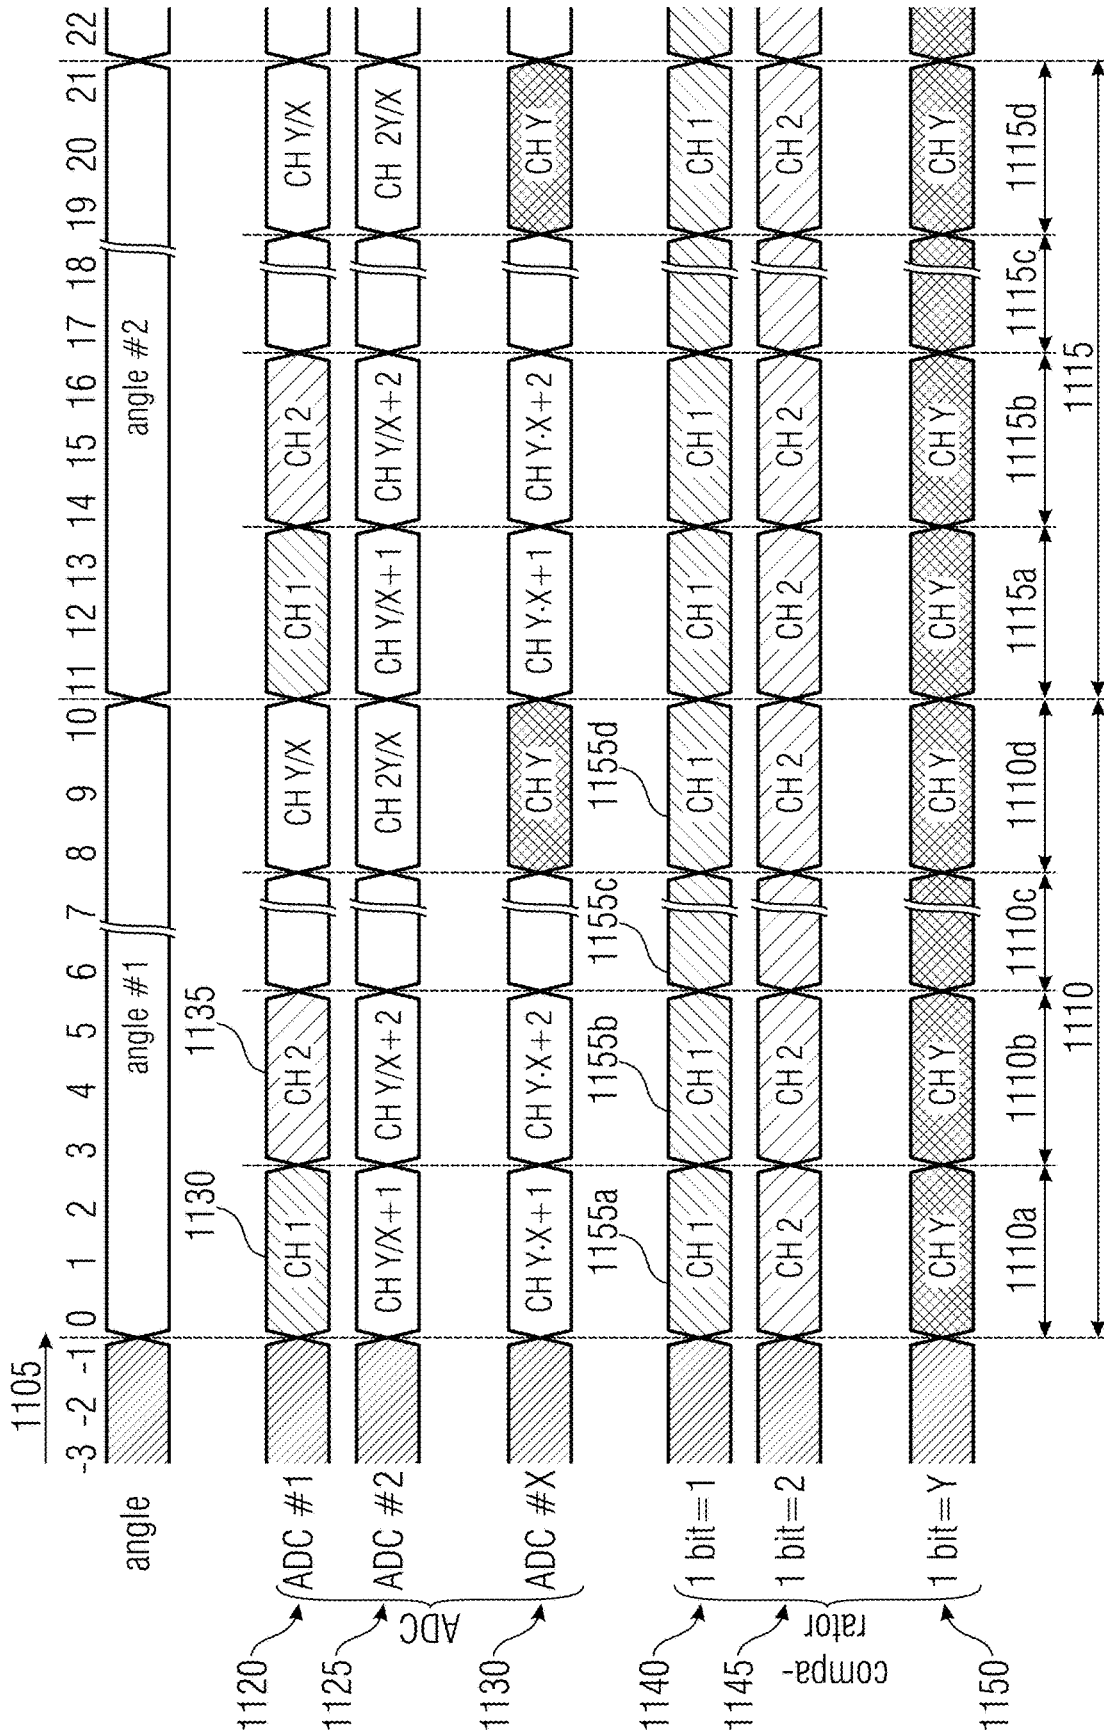 1105
-3 -2 -1 0 1 2 3 4 5 6 7 8 9 10 11 12 13 14 15 16 17 18 19 20 21 22
angle
angle #1
angle #2
1130
1135
1120
ADC #1
CH 1
CH 2
CH Y/X
CH 1
CH 2
CH Y/X
1125
ADC #2
CH Y/X+1
CH Y/X+2
CH 2Y/X
CH Y/X+1
CH Y/X+2
CH 2Y/X
ADC
1130
ADC #X
CH Y·X+1
CH Y·X+2
CH Y
CH Y·X+1
CH Y·X+2
CH Y
1155a
1155b
1155c
1155d
1140
1 bit=1
CH 1
CH 1
CH 1
CH 1
CH 1
CH 1
1145
1 bit=2
CH 2
CH 2
CH 2
CH 2
CH 2
CH 2
compa-
rator
1150
1 bit=Y
CH Y
CH Y
CH Y
CH Y
CH Y
CH Y
1110a
1110b
1110c
1110d
1115a
1115b
1115c
1115d
1110
1115